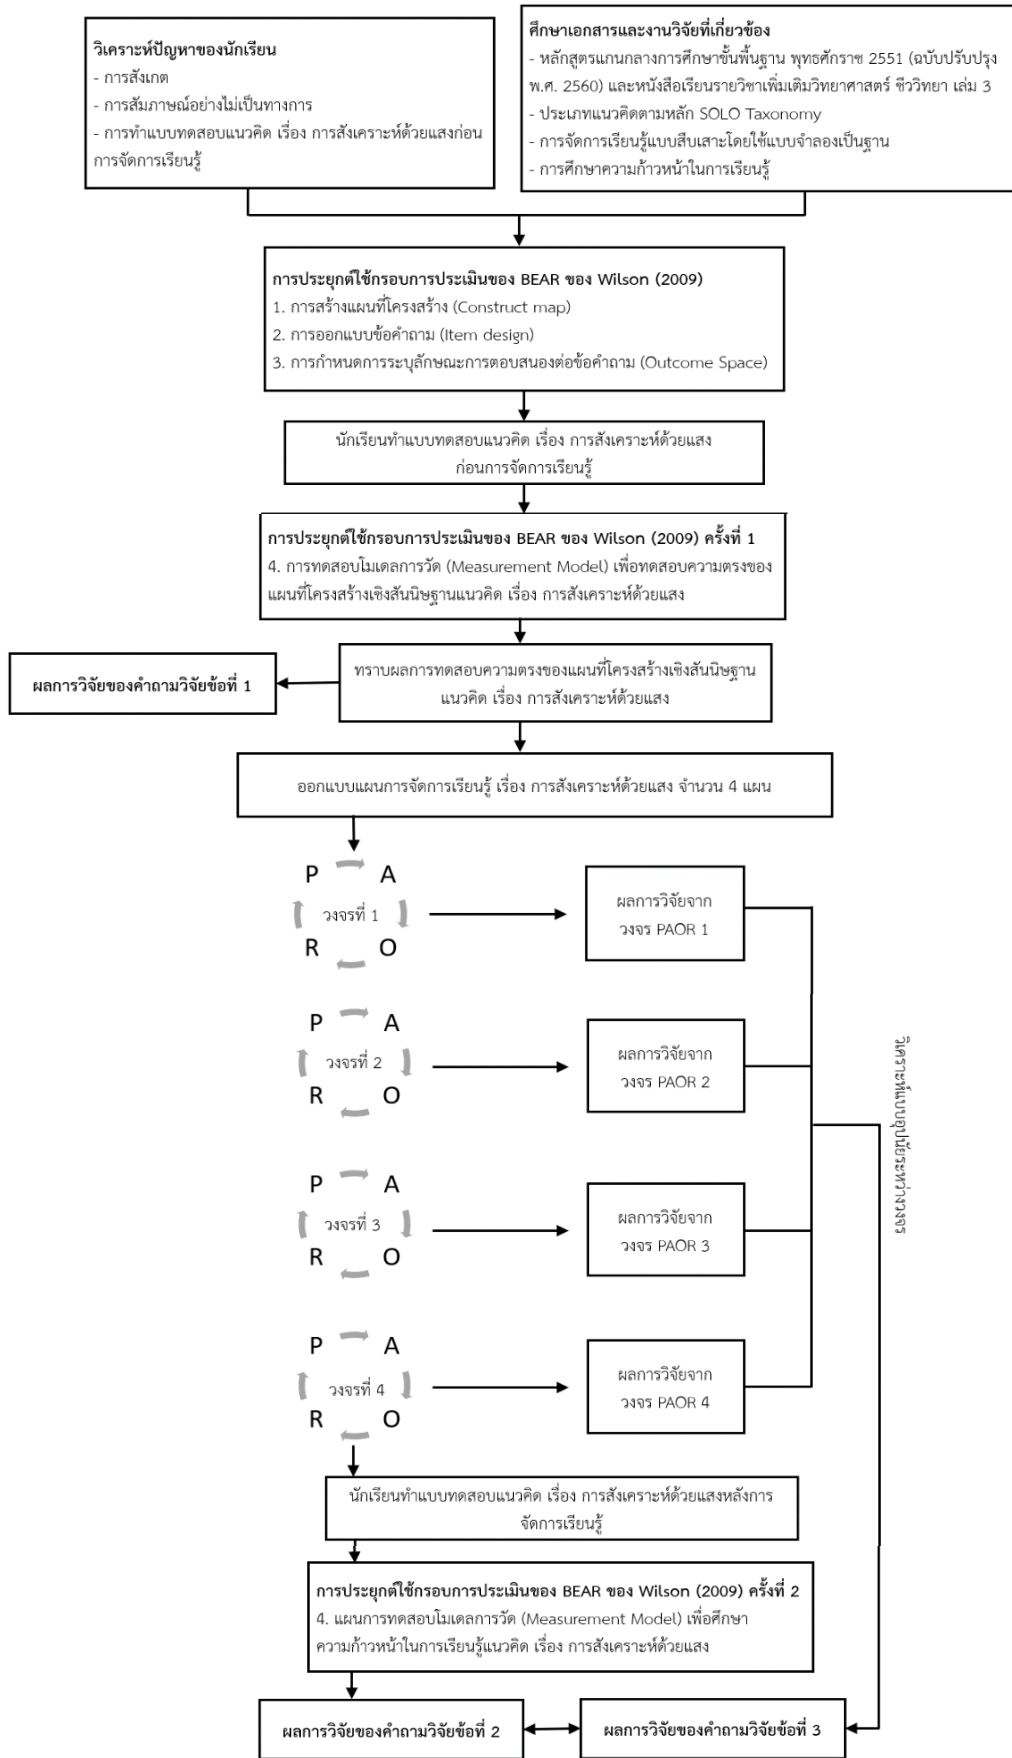 วิเคราะห์ปัญหาของนักเรียน
- การสังเกต
- การสัมภาษณ์อย่างไม่เป็นทางการ
- การทำแบบทดสอบแนวคิด เรื่อง การสังเคราะห์ด้วยแสงก่อน
การจัดการเรียนรู้
ศึกษาเอกสารและงานวิจัยที่เกี่ยวข้อง
- หลักสูตรแกนกลางการศึกษาขั้นพื้นฐาน พุทธศักราช 2551 (ฉบับปรับปรุง
พ.ศ. 2560) และหนังสือเรียนรายวิชาเพิ่มเติมวิทยาศาสตร์ ชีววิทยา เล่ม 3
- ประเภทแนวคิดตามหลัก SOLO Taxonomy
- การจัดการเรียนรู้แบบสืบเสาะโดยใช้แบบจำลองเป็นฐาน
- การศึกษาความก้าวหน้าในการเรียนรู้
การประยุกต์ใช้กรอบการประเมินของ BEAR ของ Wilson (2009)
1. การสร้างแผนที่โครงสร้าง (Construct map)
2. การออกแบบข้อคำถาม (Item design)
3. การกำหนดการระบุลักษณะการตอบสนองต่อข้อคำถาม (Outcome Space)
นักเรียนทำแบบทดสอบแนวคิด เรื่อง การสังเคราะห์ด้วยแสง
ก่อนการจัดการเรียนรู้
การประยุกต์ใช้กรอบการประเมินของ BEAR ของ Wilson (2009) ครั้งที่ 1
4. การทดสอบโมเดลการวัด (Measurement Model) เพื่อทดสอบความตรงของ
แผนที่โครงสร้างเชิงสันนิษฐานแนวคิด เรื่อง การสังเคราะห์ด้วยแสง
ทราบผลการทดสอบความตรงของแผนที่โครงสร้างเชิงสันนิษฐาน
แนวคิด เรื่อง การสังเคราะห์ด้วยแสง
ผลการวิจัยของคำถามวิจัยข้อที่ 1
ออกแบบแผนการจัดการเรียนรู้ เรื่อง การสังเคราะห์ด้วยแสง จำนวน 4 แผน
P A
วงจรที่ 1
R O
ผลการวิจัยจาก
วงจร PAOR 1
P A
วงจรที่ 2
R O
ผลการวิจัยจาก
วงจร PAOR 2
P A
วงจรที่ 3
R O
ผลการวิจัยจาก
วงจร PAOR 3
P A
วงจรที่ 4
R O
ผลการวิจัยจาก
วงจร PAOR 4
วิเคราะห์แบบอุปนัยระหว่างวงจร
นักเรียนทำแบบทดสอบแนวคิด เรื่อง การสังเคราะห์ด้วยแสงหลังการ
จัดการเรียนรู้
การประยุกต์ใช้กรอบการประเมินของ BEAR ของ Wilson (2009) ครั้งที่ 2
4. แผนการทดสอบโมเดลการวัด (Measurement Model) เพื่อศึกษา
ความก้าวหน้าในการเรียนรู้แนวคิด เรื่อง การสังเคราะห์ด้วยแสง
ผลการวิจัยของคำถามวิจัยข้อที่ 2
ผลการวิจัยของคำถามวิจัยข้อที่ 3